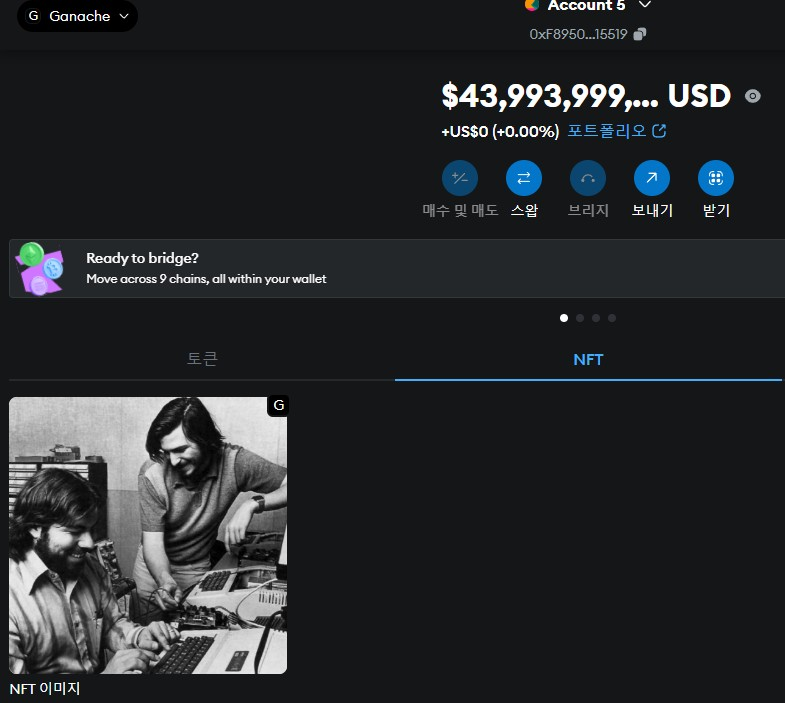 G Ganache
Account 5
0xF8950...15519
$43,993,999,... USD
+US$0 (+0.00%) 포트폴리오
매수 및 매도 스왑 브리지 보내기 받기
Ready to bridge?
Move across 9 chains, all within your wallet
토큰 NFT
G
NFT 이미지